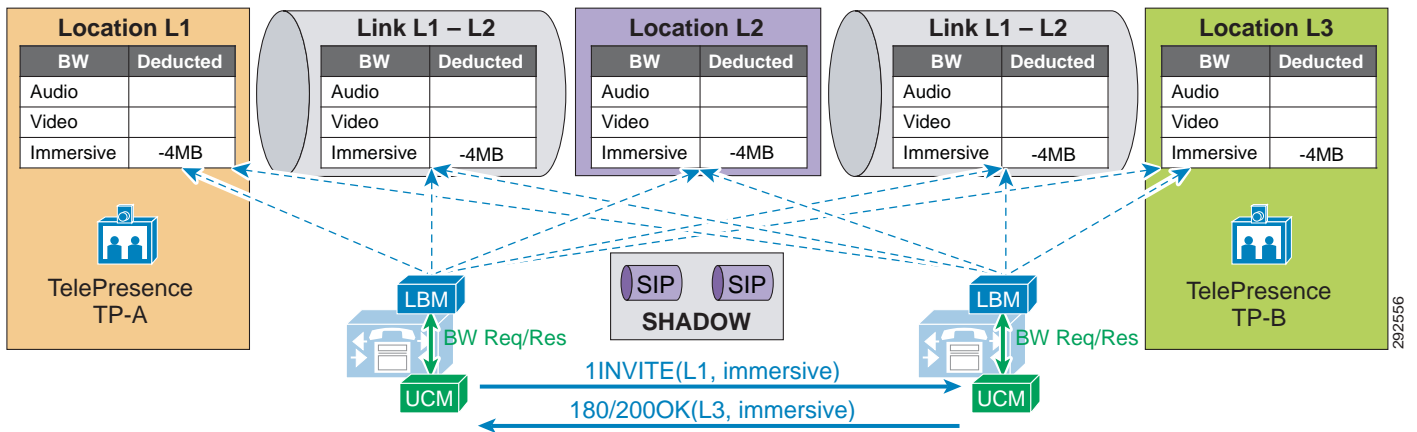 Location L1
BW Deducted
Audio
Video
Immersive -4MB
TelePresence
TP-A
Link L1 – L2
BW Deducted
Audio
Video
Immersive -4MB
Location L2
BW Deducted
Audio
Video
Immersive -4MB
Link L1 – L2
BW Deducted
Audio
Video
Immersive -4MB
Location L3
BW Deducted
Audio
Video
Immersive -4MB
TelePresence
TP-B
LBM
BW Req/Res
UCM
SIP SIP
SHADOW
LBM
BW Req/Res
UCM
1INVITE(L1, immersive)
180/200OK(L3, immersive)
292556